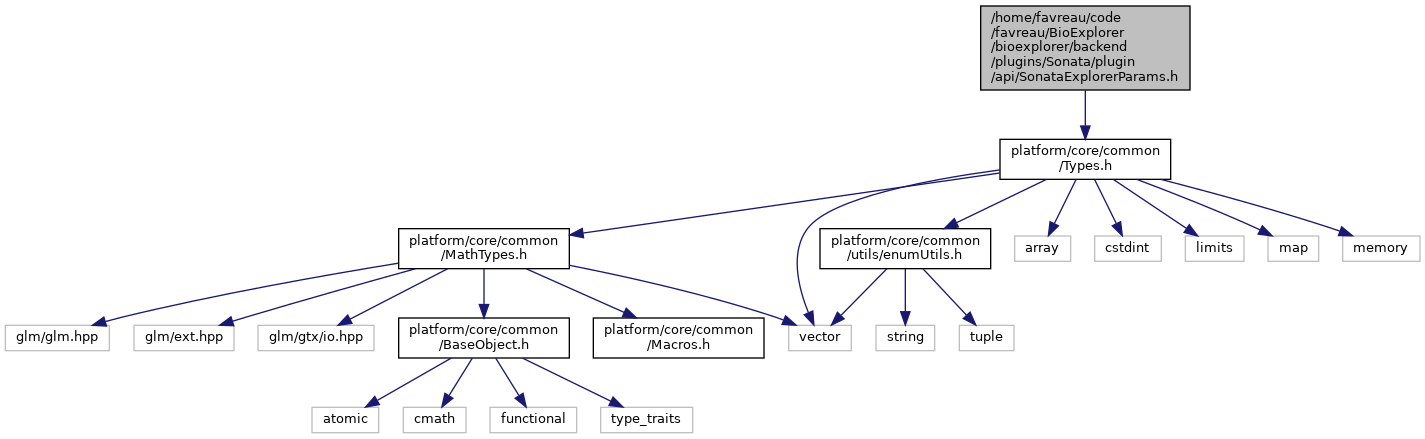 /home/favreau/code
/favreau/BioExplorer
/bioexplorer/backend
/plugins/Sonata/plugin
/api/SonataExplorerParams.h
platform/core/common
/Types.h
platform/core/common
/MathTypes.h
platform/core/common
/utils/enumUtils.h
array
cstdint
limits
map
memory
glm/glm.hpp
glm/ext.hpp
glm/gtx/io.hpp
platform/core/common
/BaseObject.h
platform/core/common
/Macros.h
vector
string
tuple
atomic
cmath
functional
type_traits